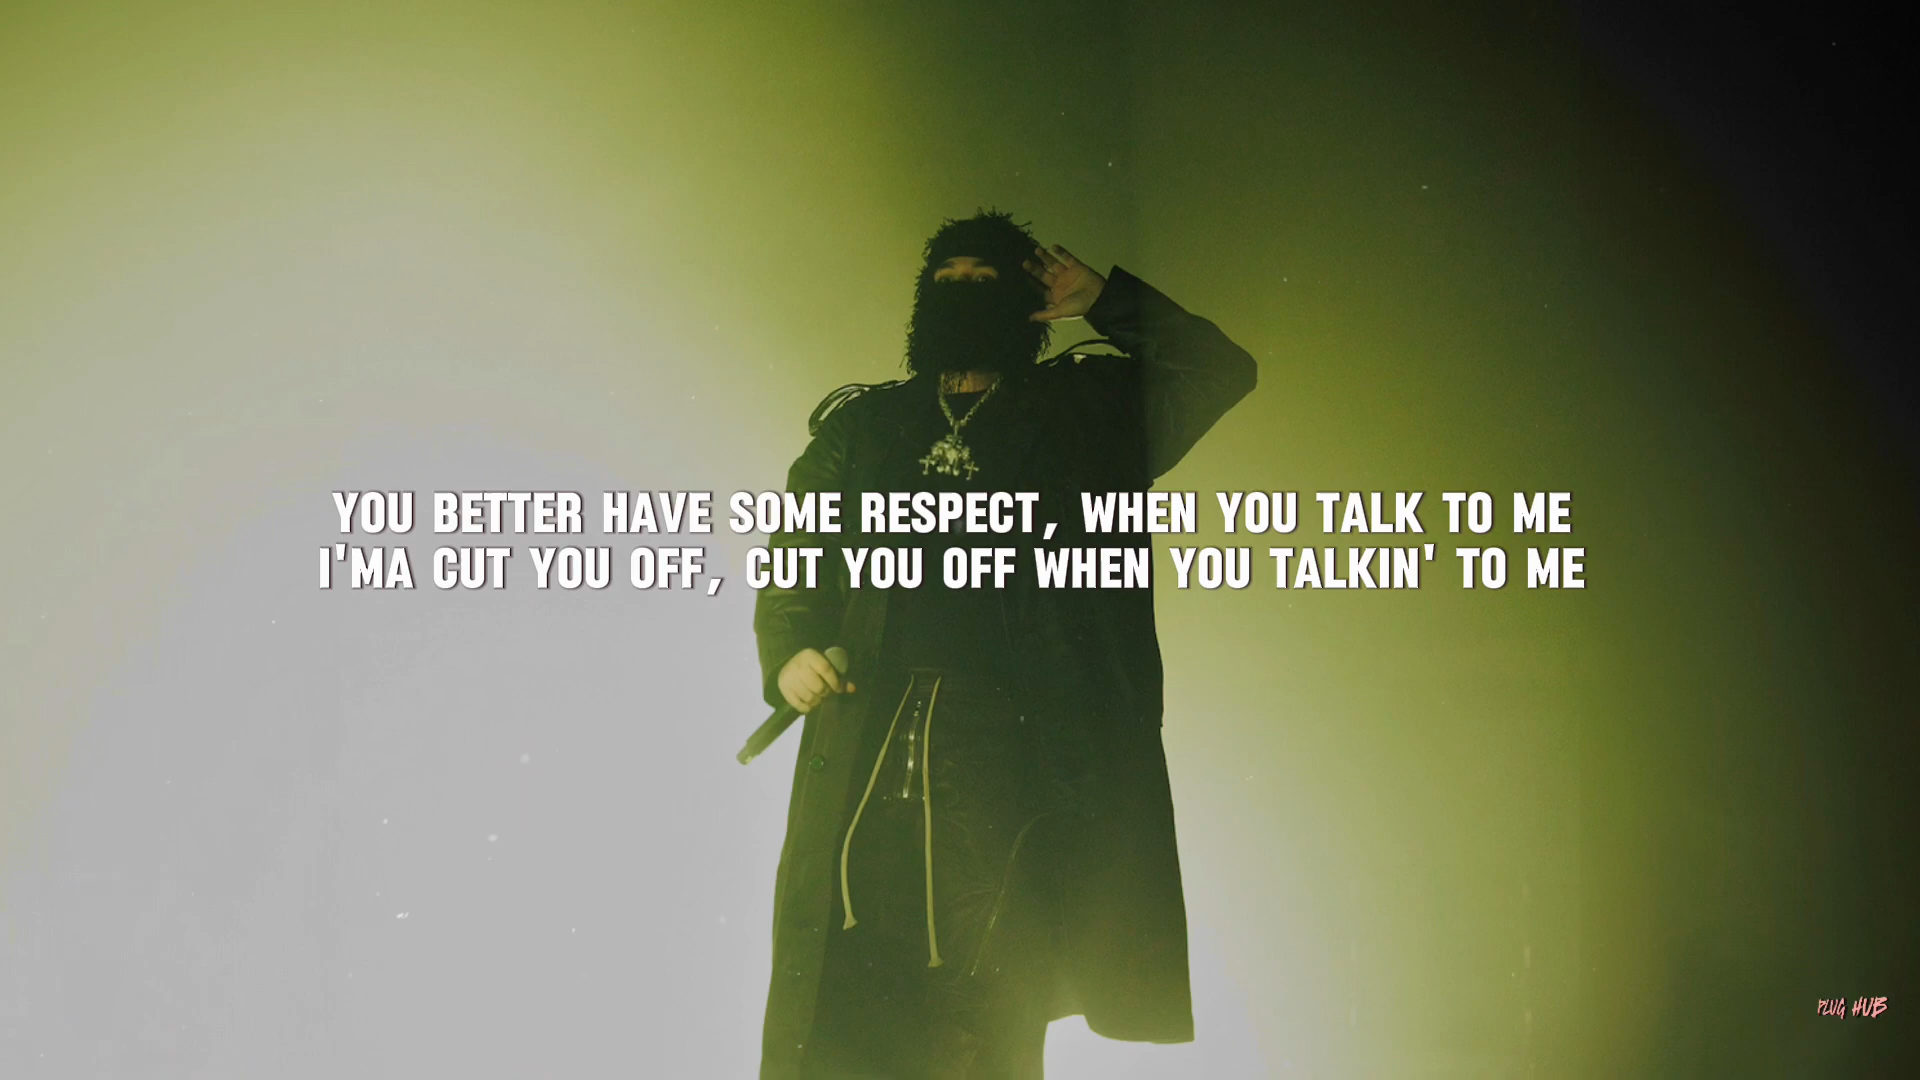 YOU BETTER HAVE SOME RESPECT, WHEN YOU TALK TO ME
I'MA CUT YOU OFF, CUT YOU OFF WHEN YOU TALKIN' TO ME
PLUG HUB